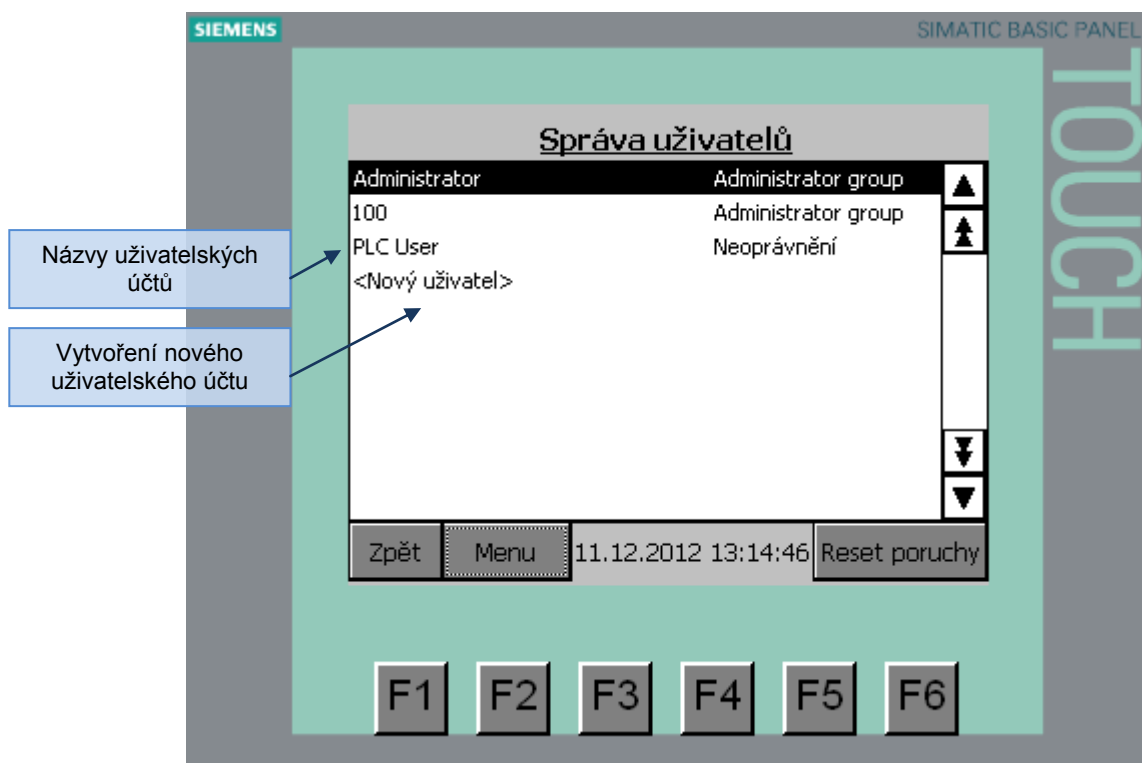 SIEMENS
SIMATIC BASIC PANEL
TOUCH
Správa uživatelů
Administrator Administrator group
100 Administrator group
PLC User Neoprávnění
<Nový uživatel>
Názvy uživatelských
účtů
Vytvoření nového
uživatelského účtu
Zpět Menu 11.12.2012 13:14:46 Reset poruchy
F1 F2 F3 F4 F5 F6